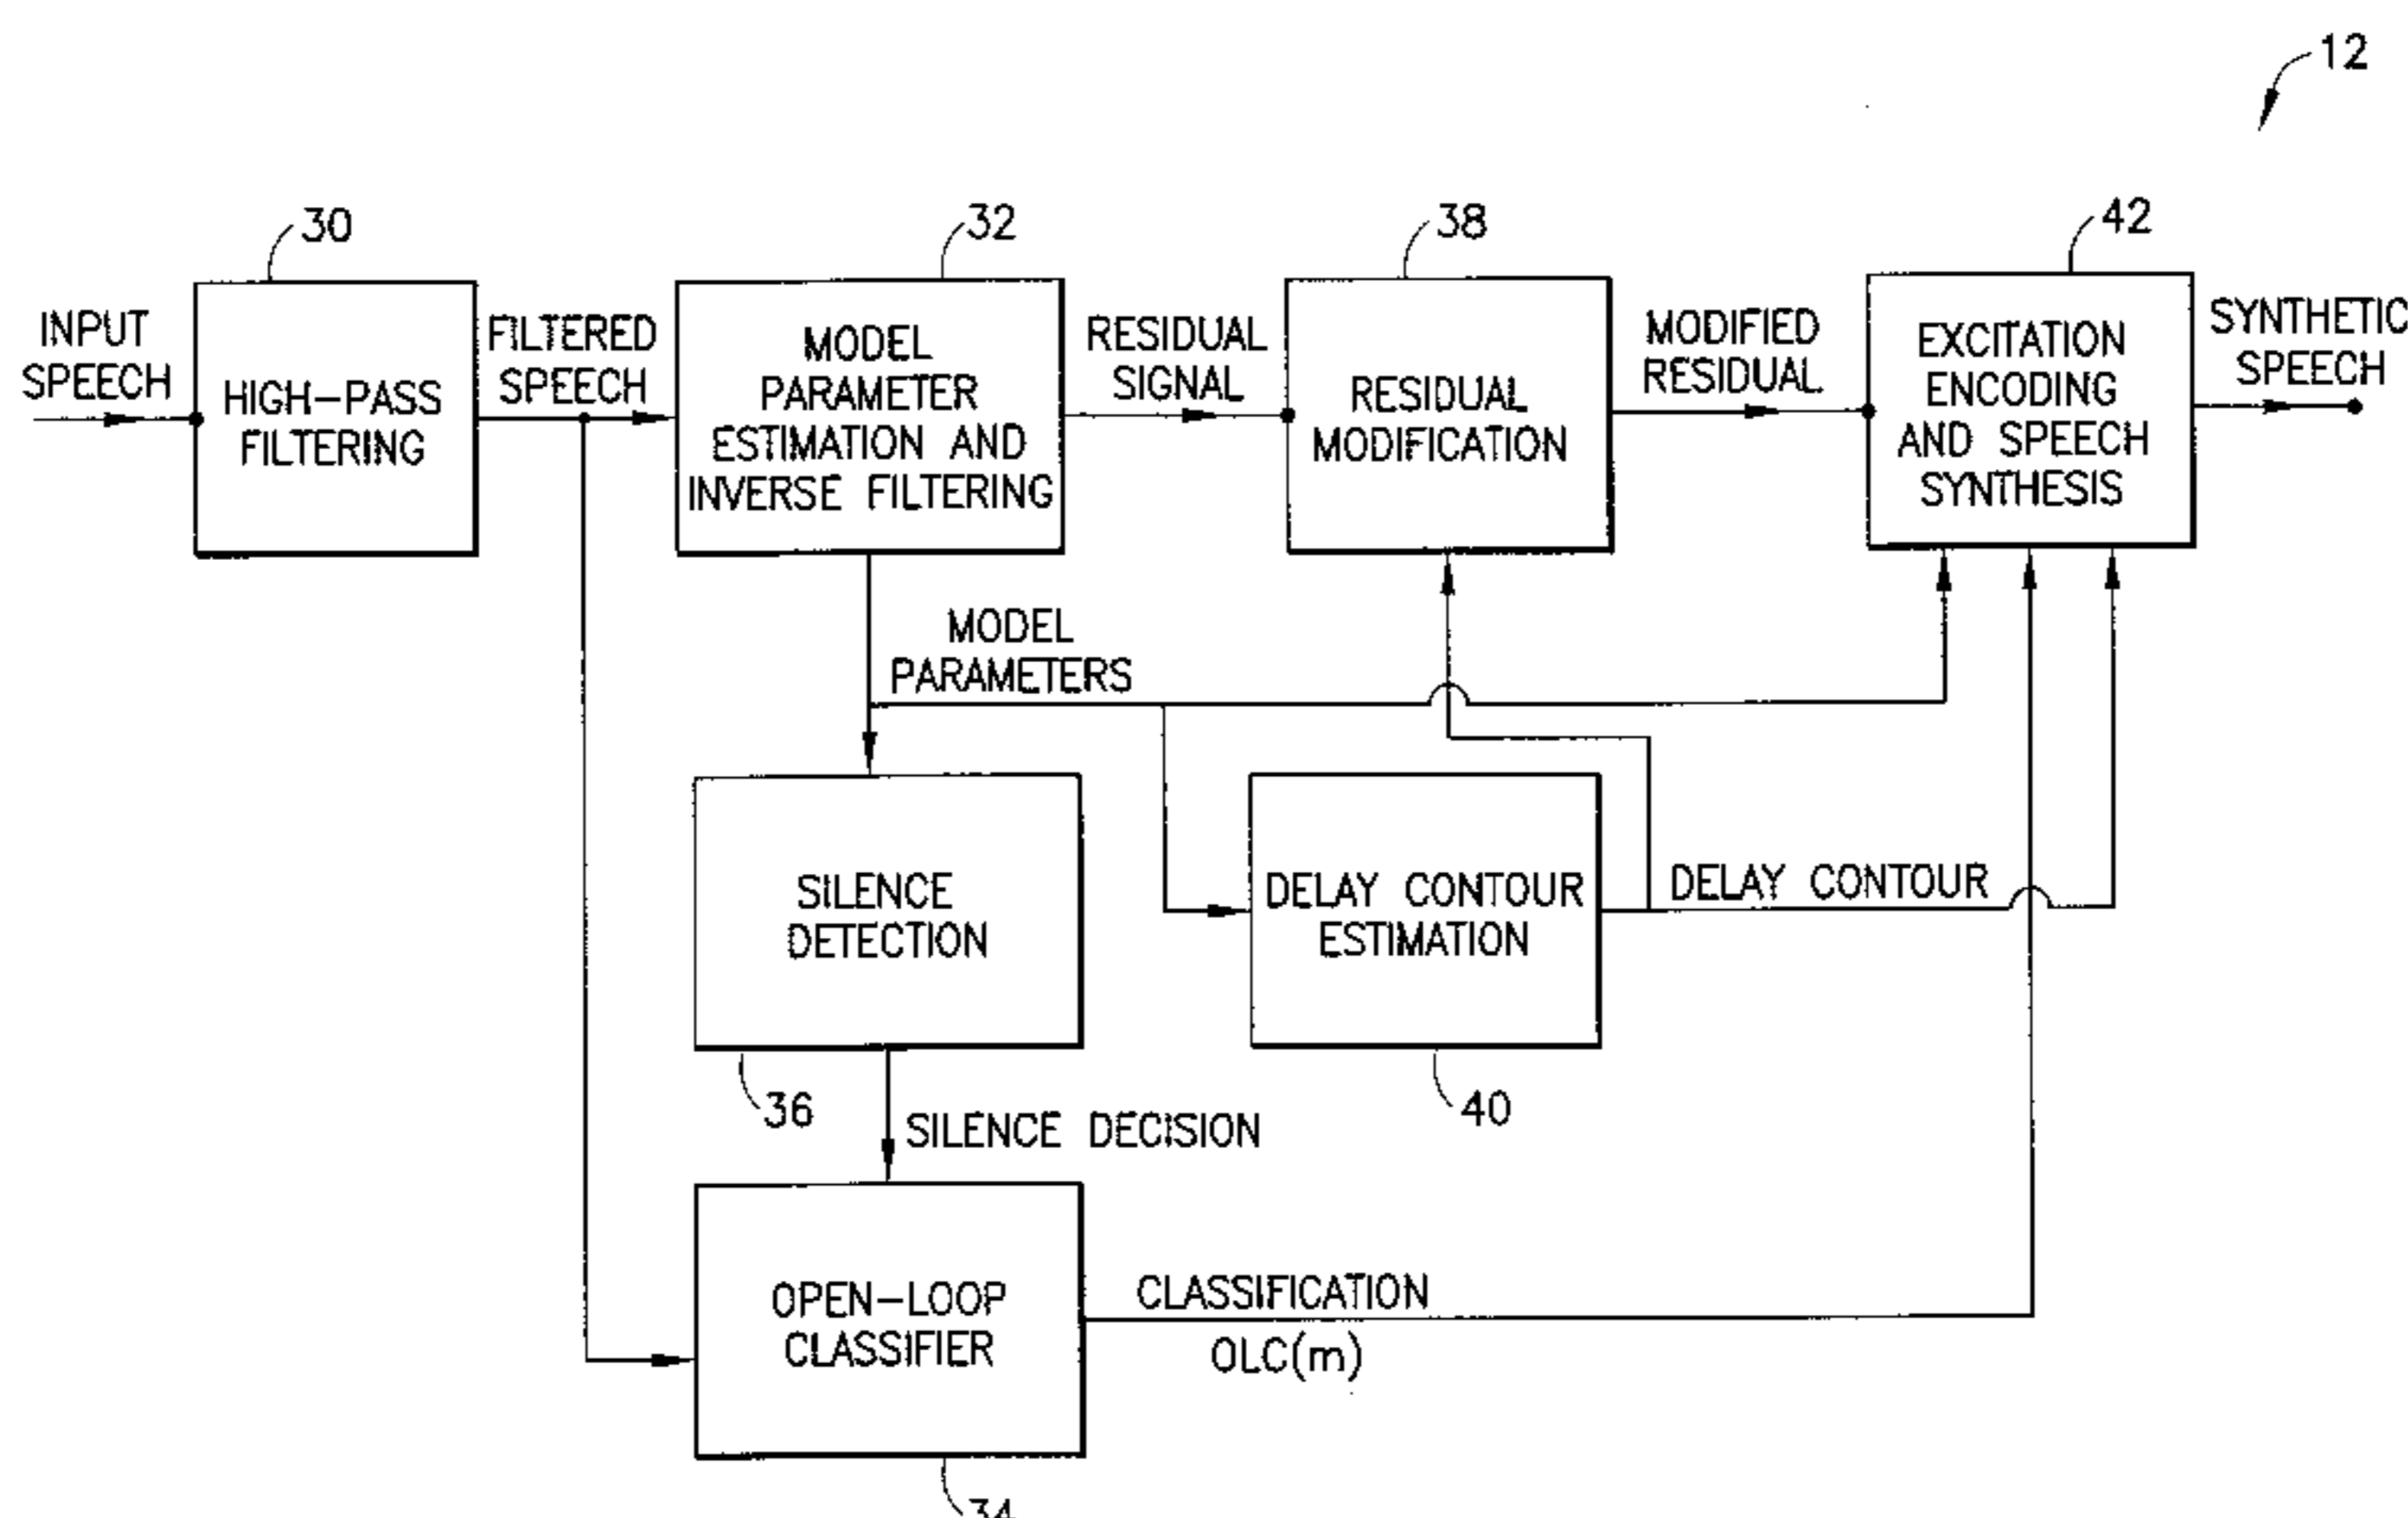 12
30
32
38
42
INPUT
SPEECH
HIGH-PASS
FILTERING
FILTERED
SPEECH
MODEL
PARAMETER
ESTIMATION AND
INVERSE FILTERING
RESIDUAL
SIGNAL
RESIDUAL
MODIFICATION
MODIFIED
RESIDUAL
EXCITATION
ENCODING
AND SPEECH
SYNTHESIS
SYNTHETIC
SPEECH
MODEL
PARAMETERS
SILENCE
DETECTION
DELAY CONTOUR
ESTIMATION
DELAY CONTOUR
36
40
SILENCE DECISION
OPEN-LOOP
CLASSIFIER
CLASSIFICATION
OLC(m)
34